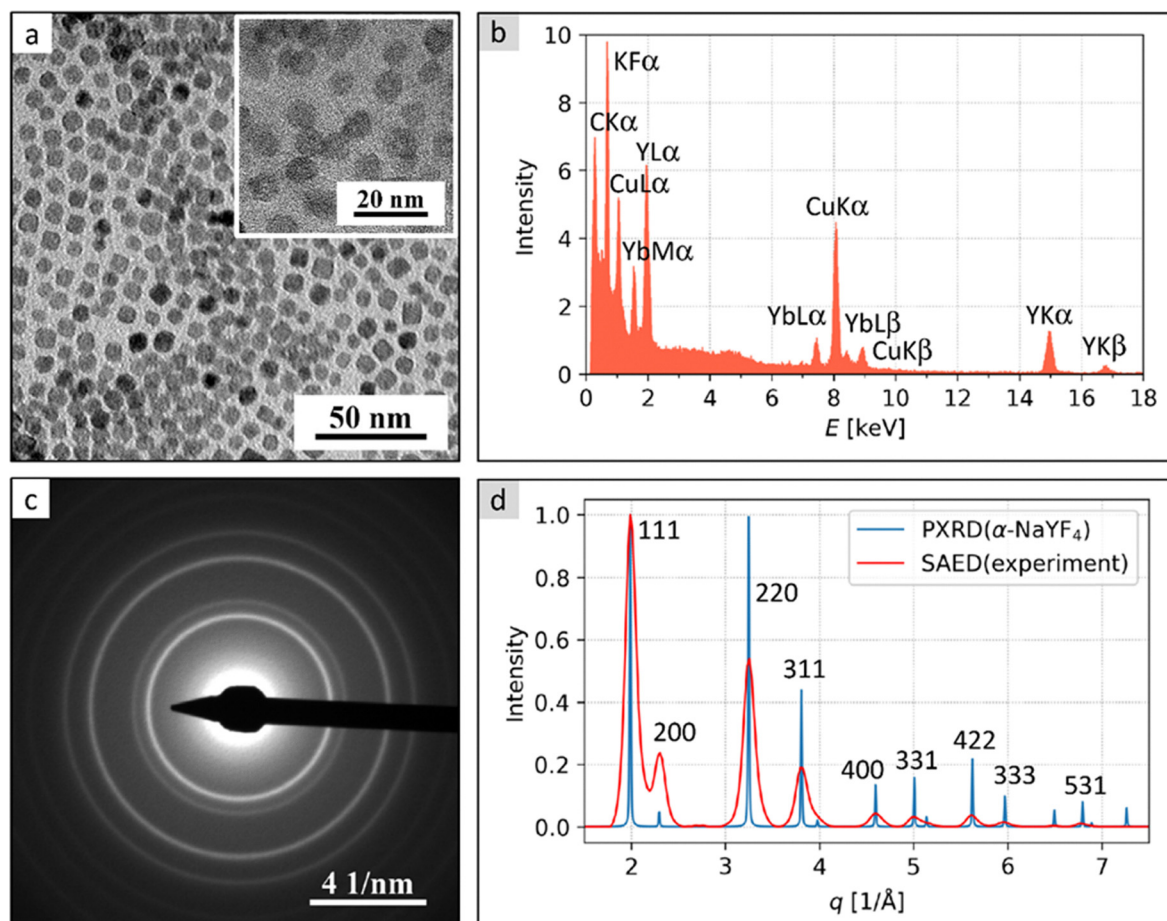 a
20 nm
50 nm
b
10
8
6
4
2
0
Intensity
KFα
CKα
YLα
CuLα
YbMα
CuKα
YbLα
YbLβ
CuKβ
YKα
YKβ
0 2 4 6 8 10 12 14 16 18
E [keV]
c
4 1/nm
d
1.0
0.8
0.6
0.4
0.2
0.0
Intensity
PXRD(α-NaYF₄)
SAED(experiment)
111
220
311
200
400
331
422
333
531
2 3 4 5 6 7
q [1/Å]